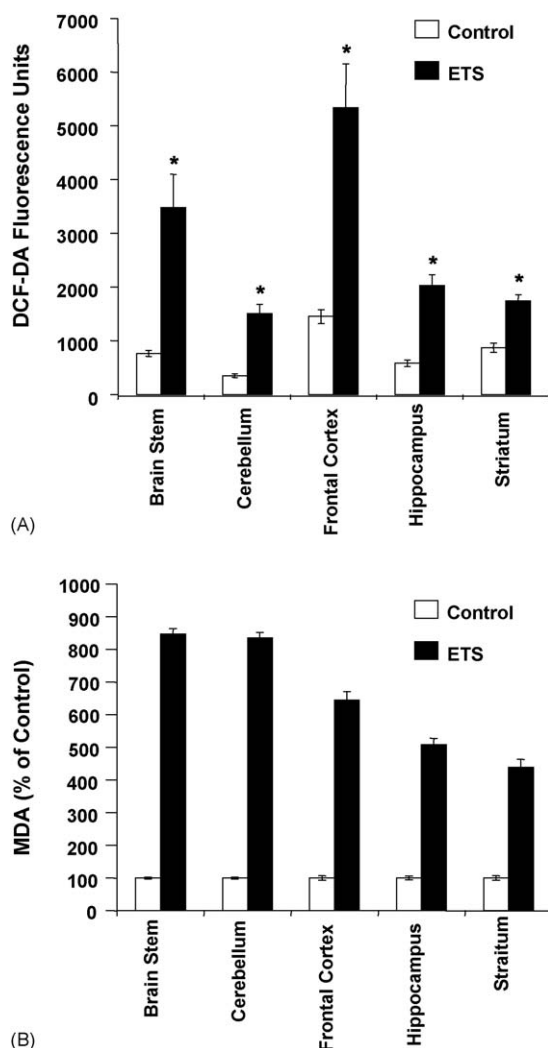 7000
6000
5000
4000
3000
2000
1000
0
DCF-DA Fluorescence Units
Control
ETS
*
*
*
*
*
Brain Stem
Cerebellum
Frontal Cortex
Hippocampus
Striatum
(A)
1000
900
800
700
600
500
400
300
200
100
0
MDA (% of Control)
Control
ETS
Brain Stem
Cerebellum
Frontal Cortex
Hippocampus
Straitum
(B)